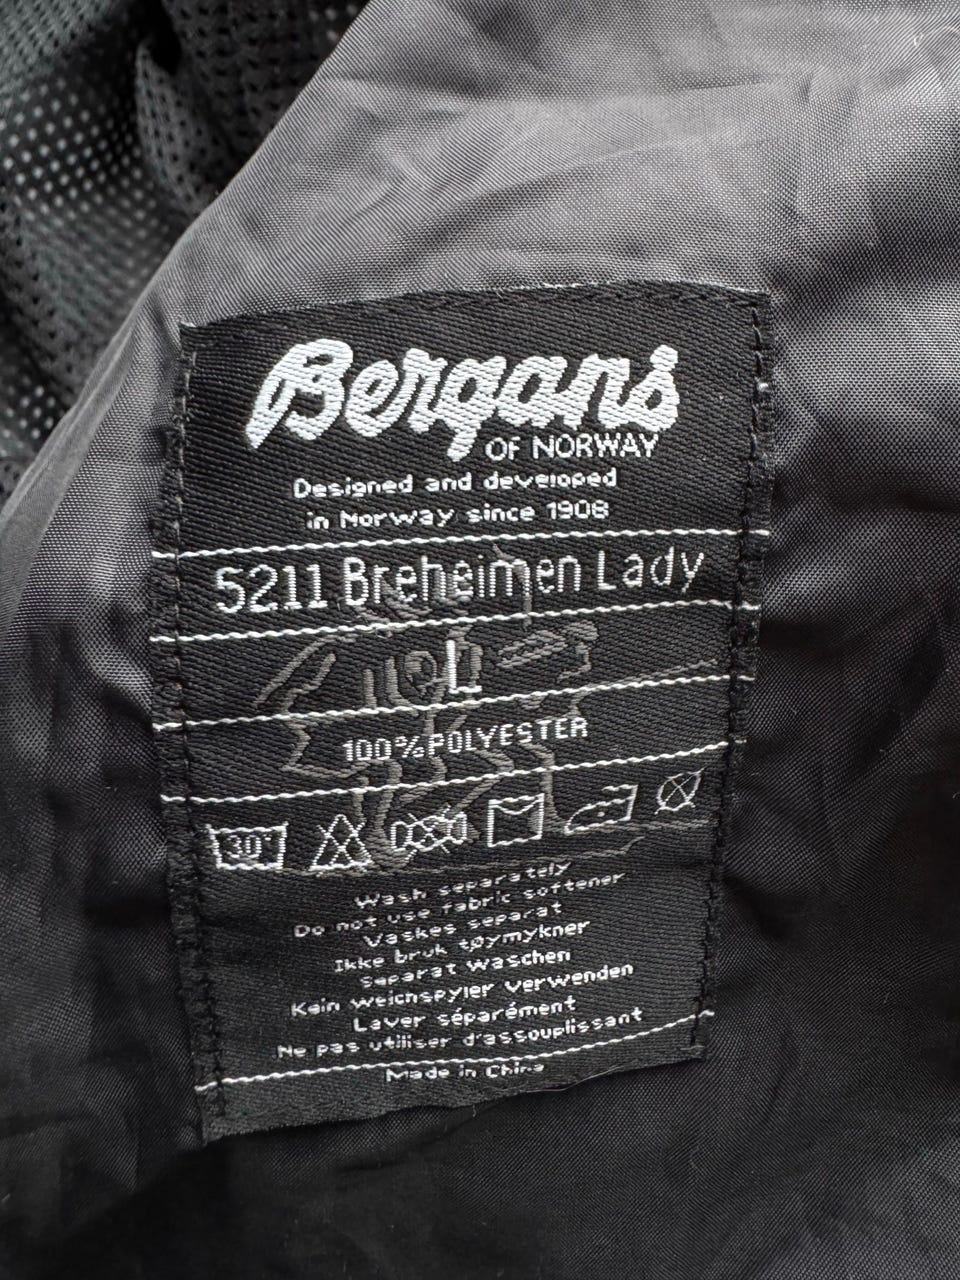 Bergans
OF NORWAY
Designed and developed
in Norway since 1908
5211 Breheimen Lady
L
100% POLYESTER
30°
Wash separately
Do not use fabric softener
Vaskes separat
Ikke bruk tøymykner
Separat waschen
Kein weichspyler verwenden
Laver séparément
Ne pas utiliser d'assouplissant
Made in China